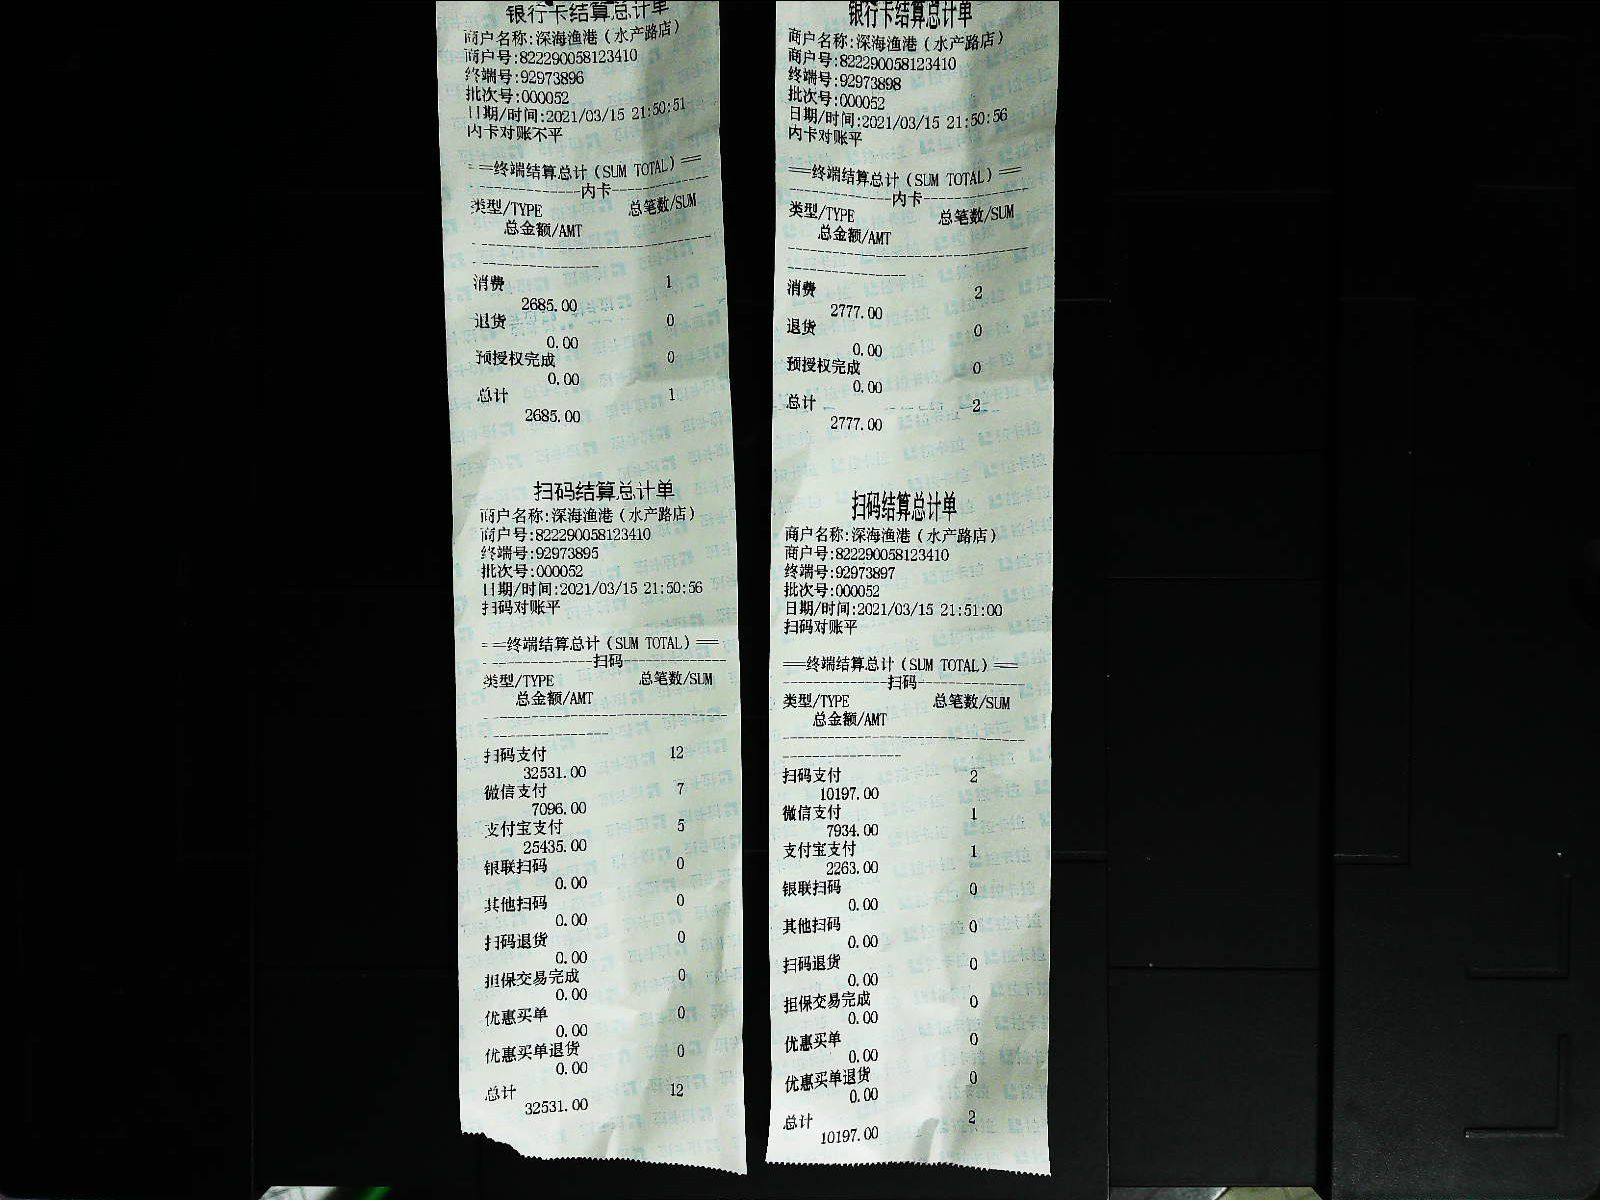 银行卡结算总计单
商户名称:深海渔港(水产路店)
商户号:822290058123410
终端号:92973896
批次号:000052
日期/时间:2021/03/15 21:50:51
内卡对账不平
==终端结算总计(SUM TOTAL)==
内卡
类型/TYPE 总笔数/SUM
总金额/AMT
消费 1
2685.00
退货 0
0.00
预授权完成 0
0.00
总计 1
2685.00
扫码结算总计单
商户名称:深海渔港(水产路店)
商户号:822290058123410
终端号:92973895
批次号:000052
日期/时间:2021/03/15 21:50:56
扫码对账平
==终端结算总计(SUM TOTAL)==
扫码
类型/TYPE 总笔数/SUM
总金额/AMT
扫码支付 12
32531.00
微信支付 7
7096.00
支付宝支付 5
25435.00
银联扫码 0
0.00
其他扫码 0
0.00
扫码退货 0
0.00
担保交易完成 0
0.00
优惠买单 0
0.00
优惠买单退货 0
0.00
总计 12
32531.00
银行卡结算总计单
商户名称:深海渔港(水产路店)
商户号:822290058123410
终端号:92973898
批次号:000052
日期/时间:2021/03/15 21:50:56
内卡对账平
==终端结算总计(SUM TOTAL)==
内卡
类型/TYPE 总笔数/SUM
总金额/AMT
消费 2
2777.00
退货 0
0.00
预授权完成 0
0.00
总计 2
2777.00
扫码结算总计单
商户名称:深海渔港(水产路店)
商户号:822290058123410
终端号:92973897
批次号:000052
日期/时间:2021/03/15 21:51:00
扫码对账平
==终端结算总计(SUM TOTAL)==
扫码
类型/TYPE 总笔数/SUM
总金额/AMT
扫码支付 2
10197.00
微信支付 1
7934.00
支付宝支付 1
2263.00
银联扫码 0
0.00
其他扫码 0
0.00
扫码退货 0
0.00
担保交易完成 0
0.00
优惠买单 0
0.00
优惠买单退货 0
0.00
总计 2
10197.00